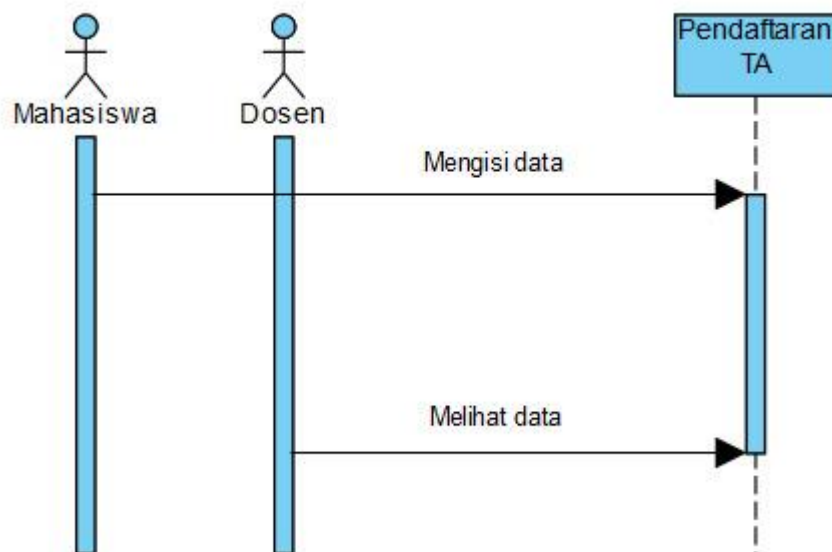 Mahasiswa
Dosen
Pendaftaran
TA
Mengisi data
Melihat data